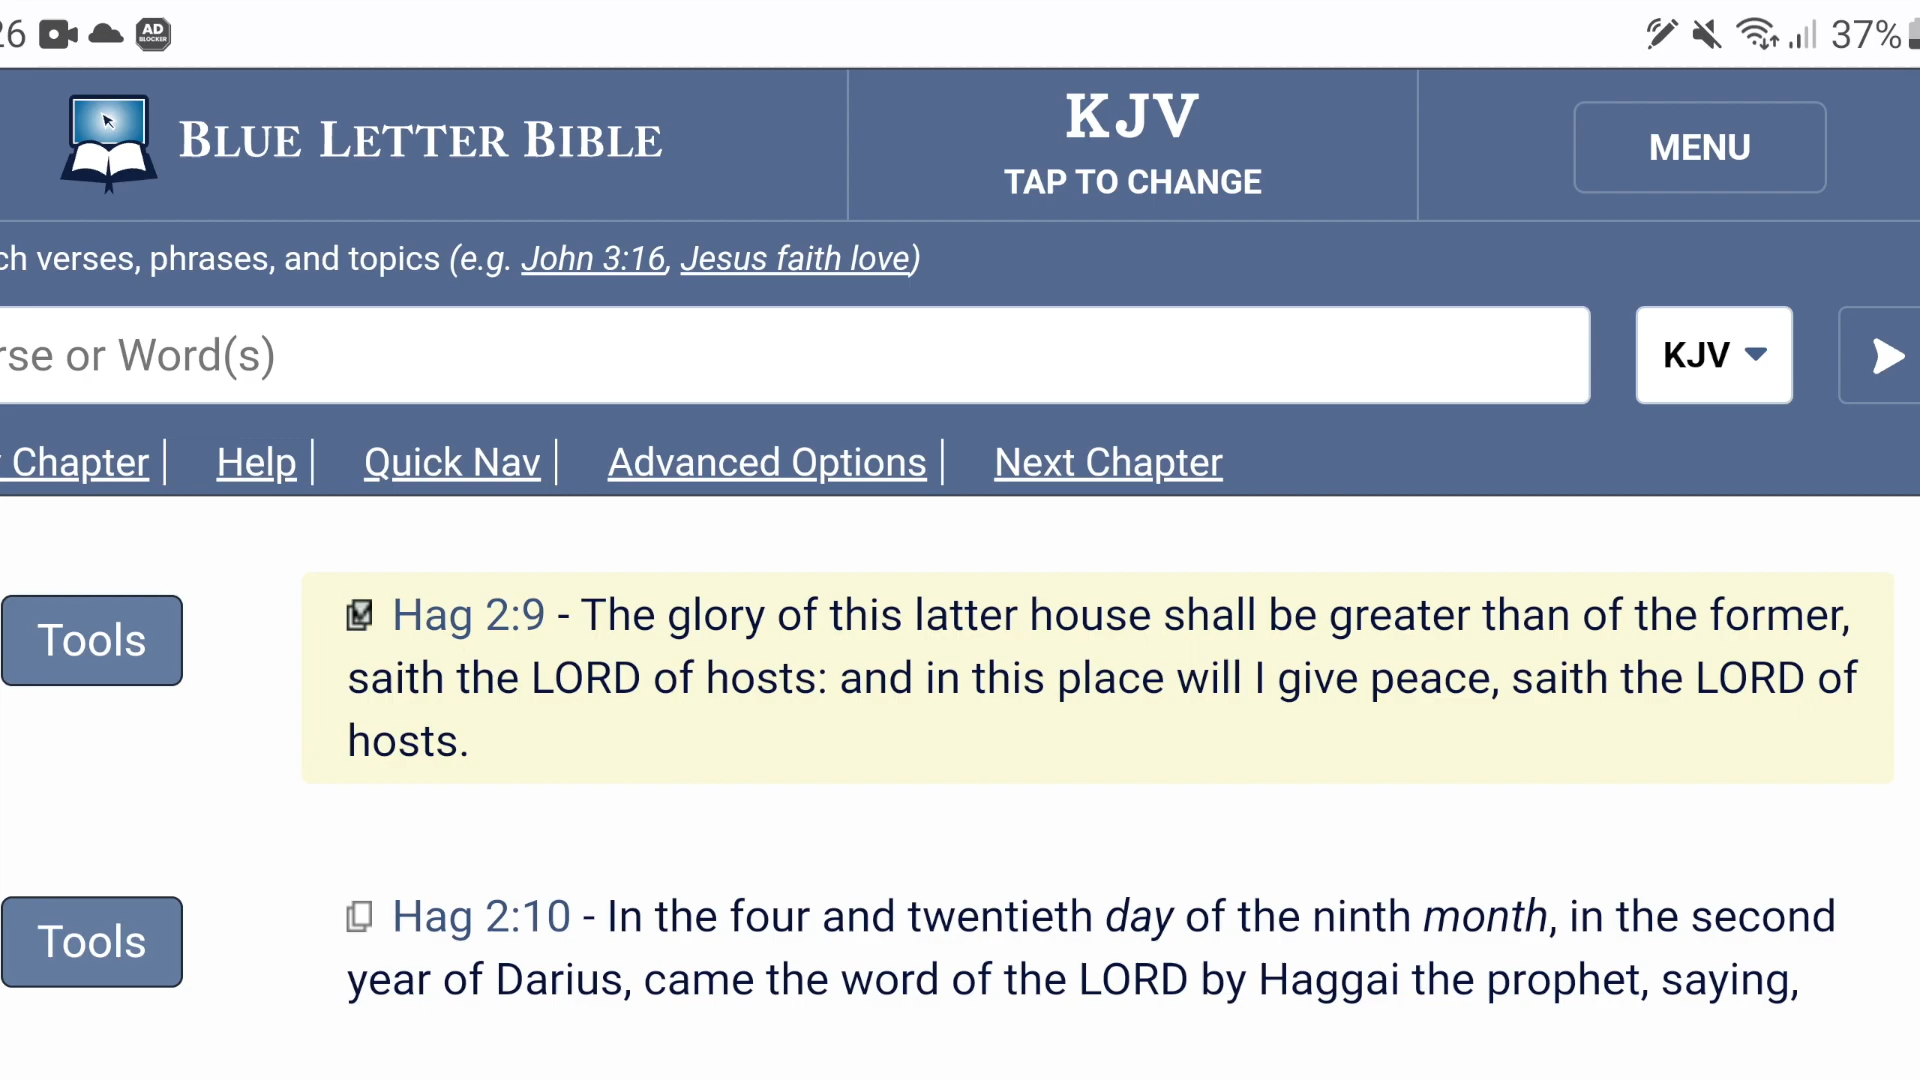 26 AD BLOCKER 37%
BLUE LETTER BIBLE
KJV
TAP TO CHANGE
MENU
ch verses, phrases, and topics (e.g. John 3:16, Jesus faith love)
rse or Word(s)
KJV
Chapter | Help | Quick Nav | Advanced Options | Next Chapter
Tools
Hag 2:9 - The glory of this latter house shall be greater than of the former,
saith the LORD of hosts: and in this place will I give peace, saith the LORD of
hosts.
Tools
Hag 2:10 - In the four and twentieth day of the ninth month, in the second
year of Darius, came the word of the LORD by Haggai the prophet, saying,